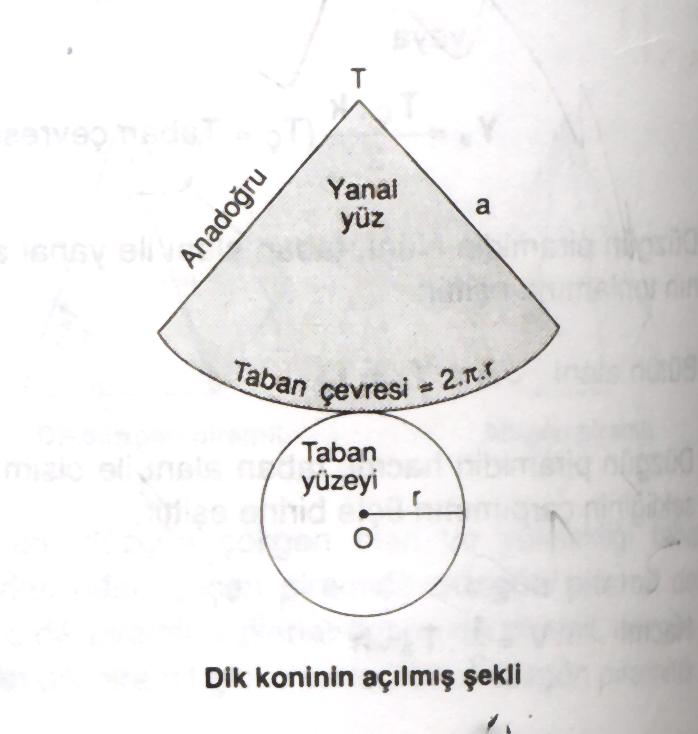 T
Anadoğru
Yanal
yüz
a
Taban çevresi = 2.π.r
Taban
yüzeyi
r
O
Dik koninin açılmış şekli